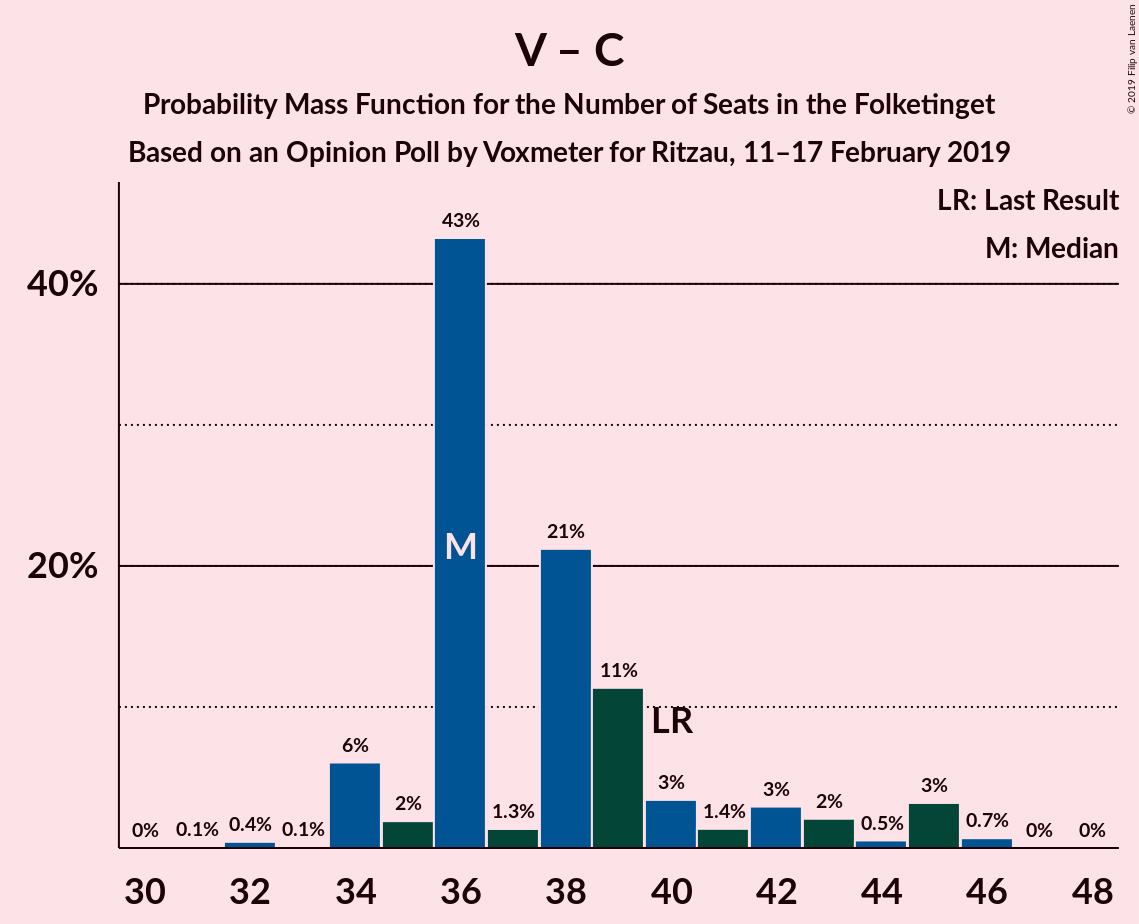 V – C
Probability Mass Function for the Number of Seats in the Folketinget
Based on an Opinion Poll by Voxmeter for Ritzau, 11–17 February 2019
© 2019 Filip van Laenen
LR: Last Result
M: Median
40%
20%
0%
0.1%
0.4%
0.1%
6%
2%
43%
M
1.3%
21%
11%
LR
3%
1.4%
3%
2%
0.5%
3%
0.7%
0%
0%
30 32 34 36 38 40 42 44 46 48